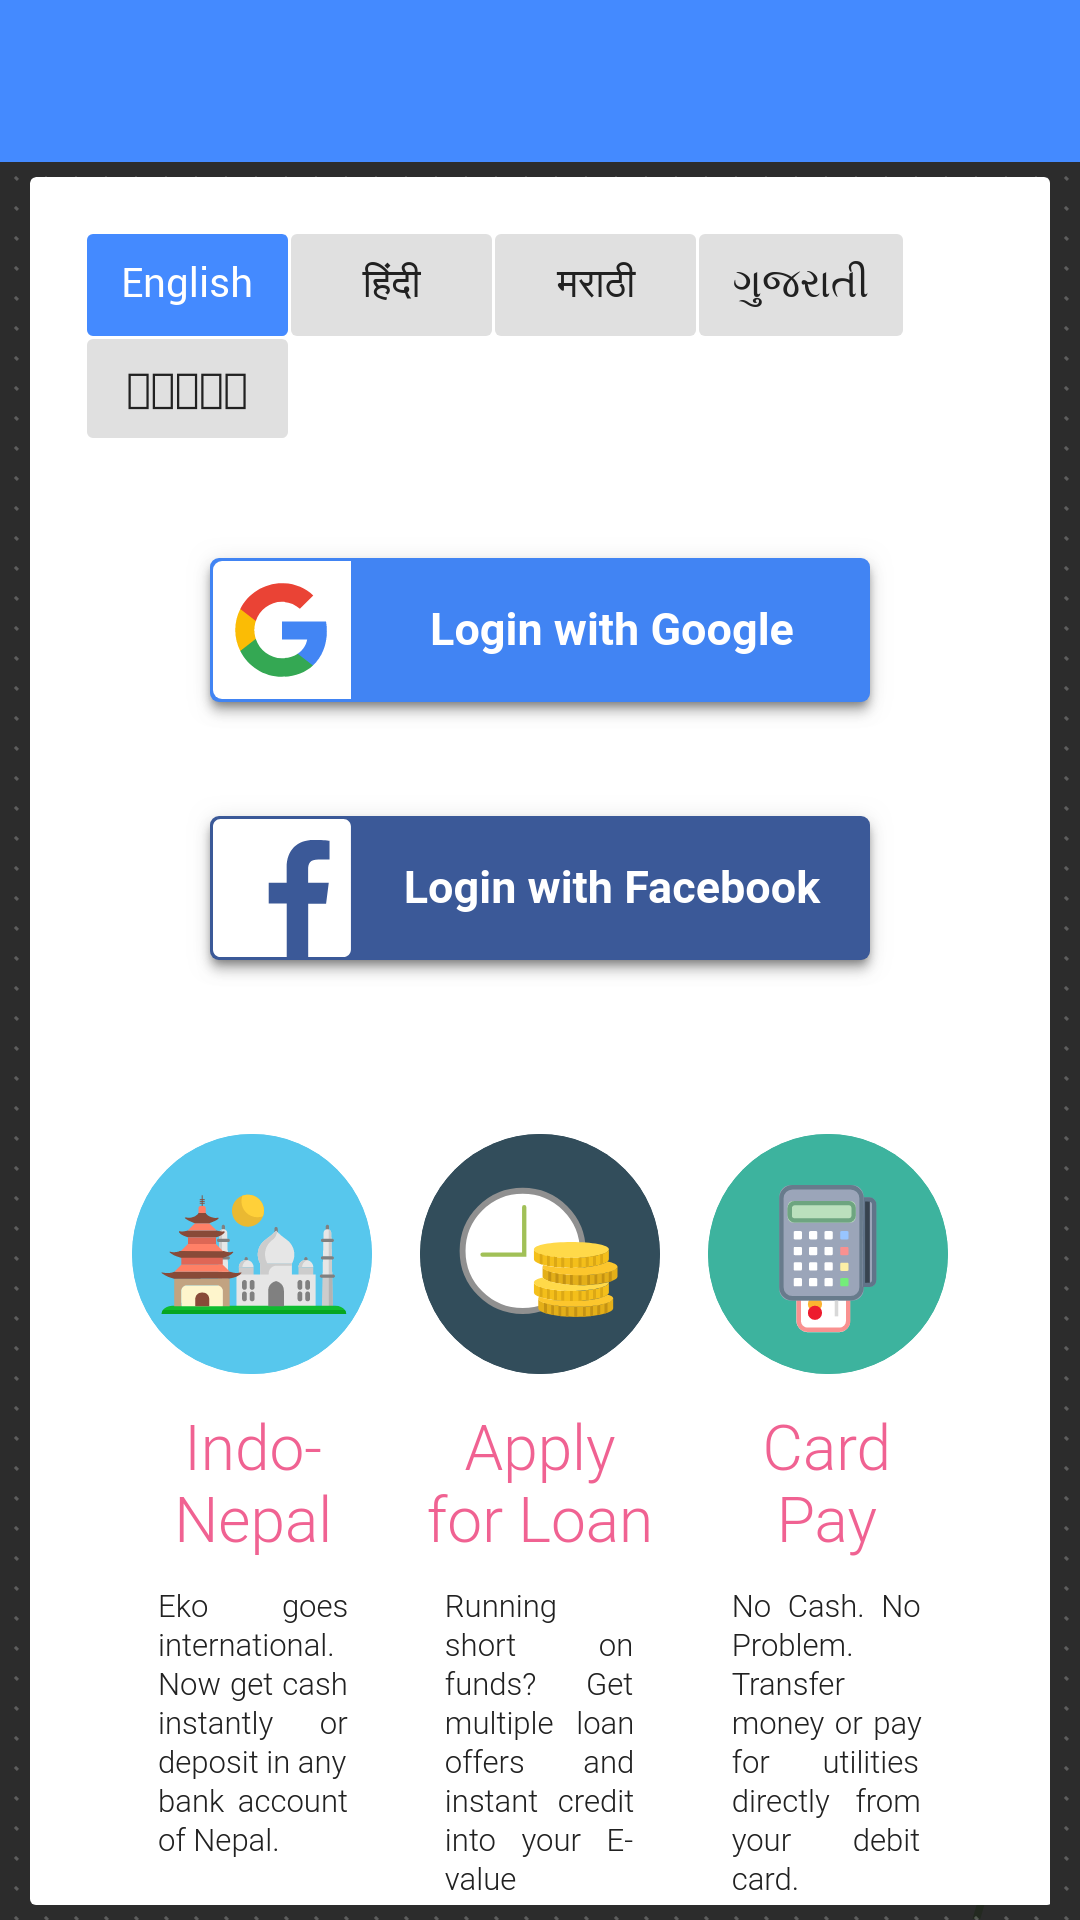 English हिंदी मराठी ગુજરાતી
Login with Google
Login with Facebook
Indo-
Nepal
Apply
for Loan
Card
Pay
Eko goes
international.
Now get cash
instantly or
deposit in any
bank account
of Nepal.
Running
short on
funds? Get
multiple loan
offers and
instant credit
into your E-
value
No Cash. No
Problem.
Transfer
money or pay
for utilities
directly from
your debit
card.